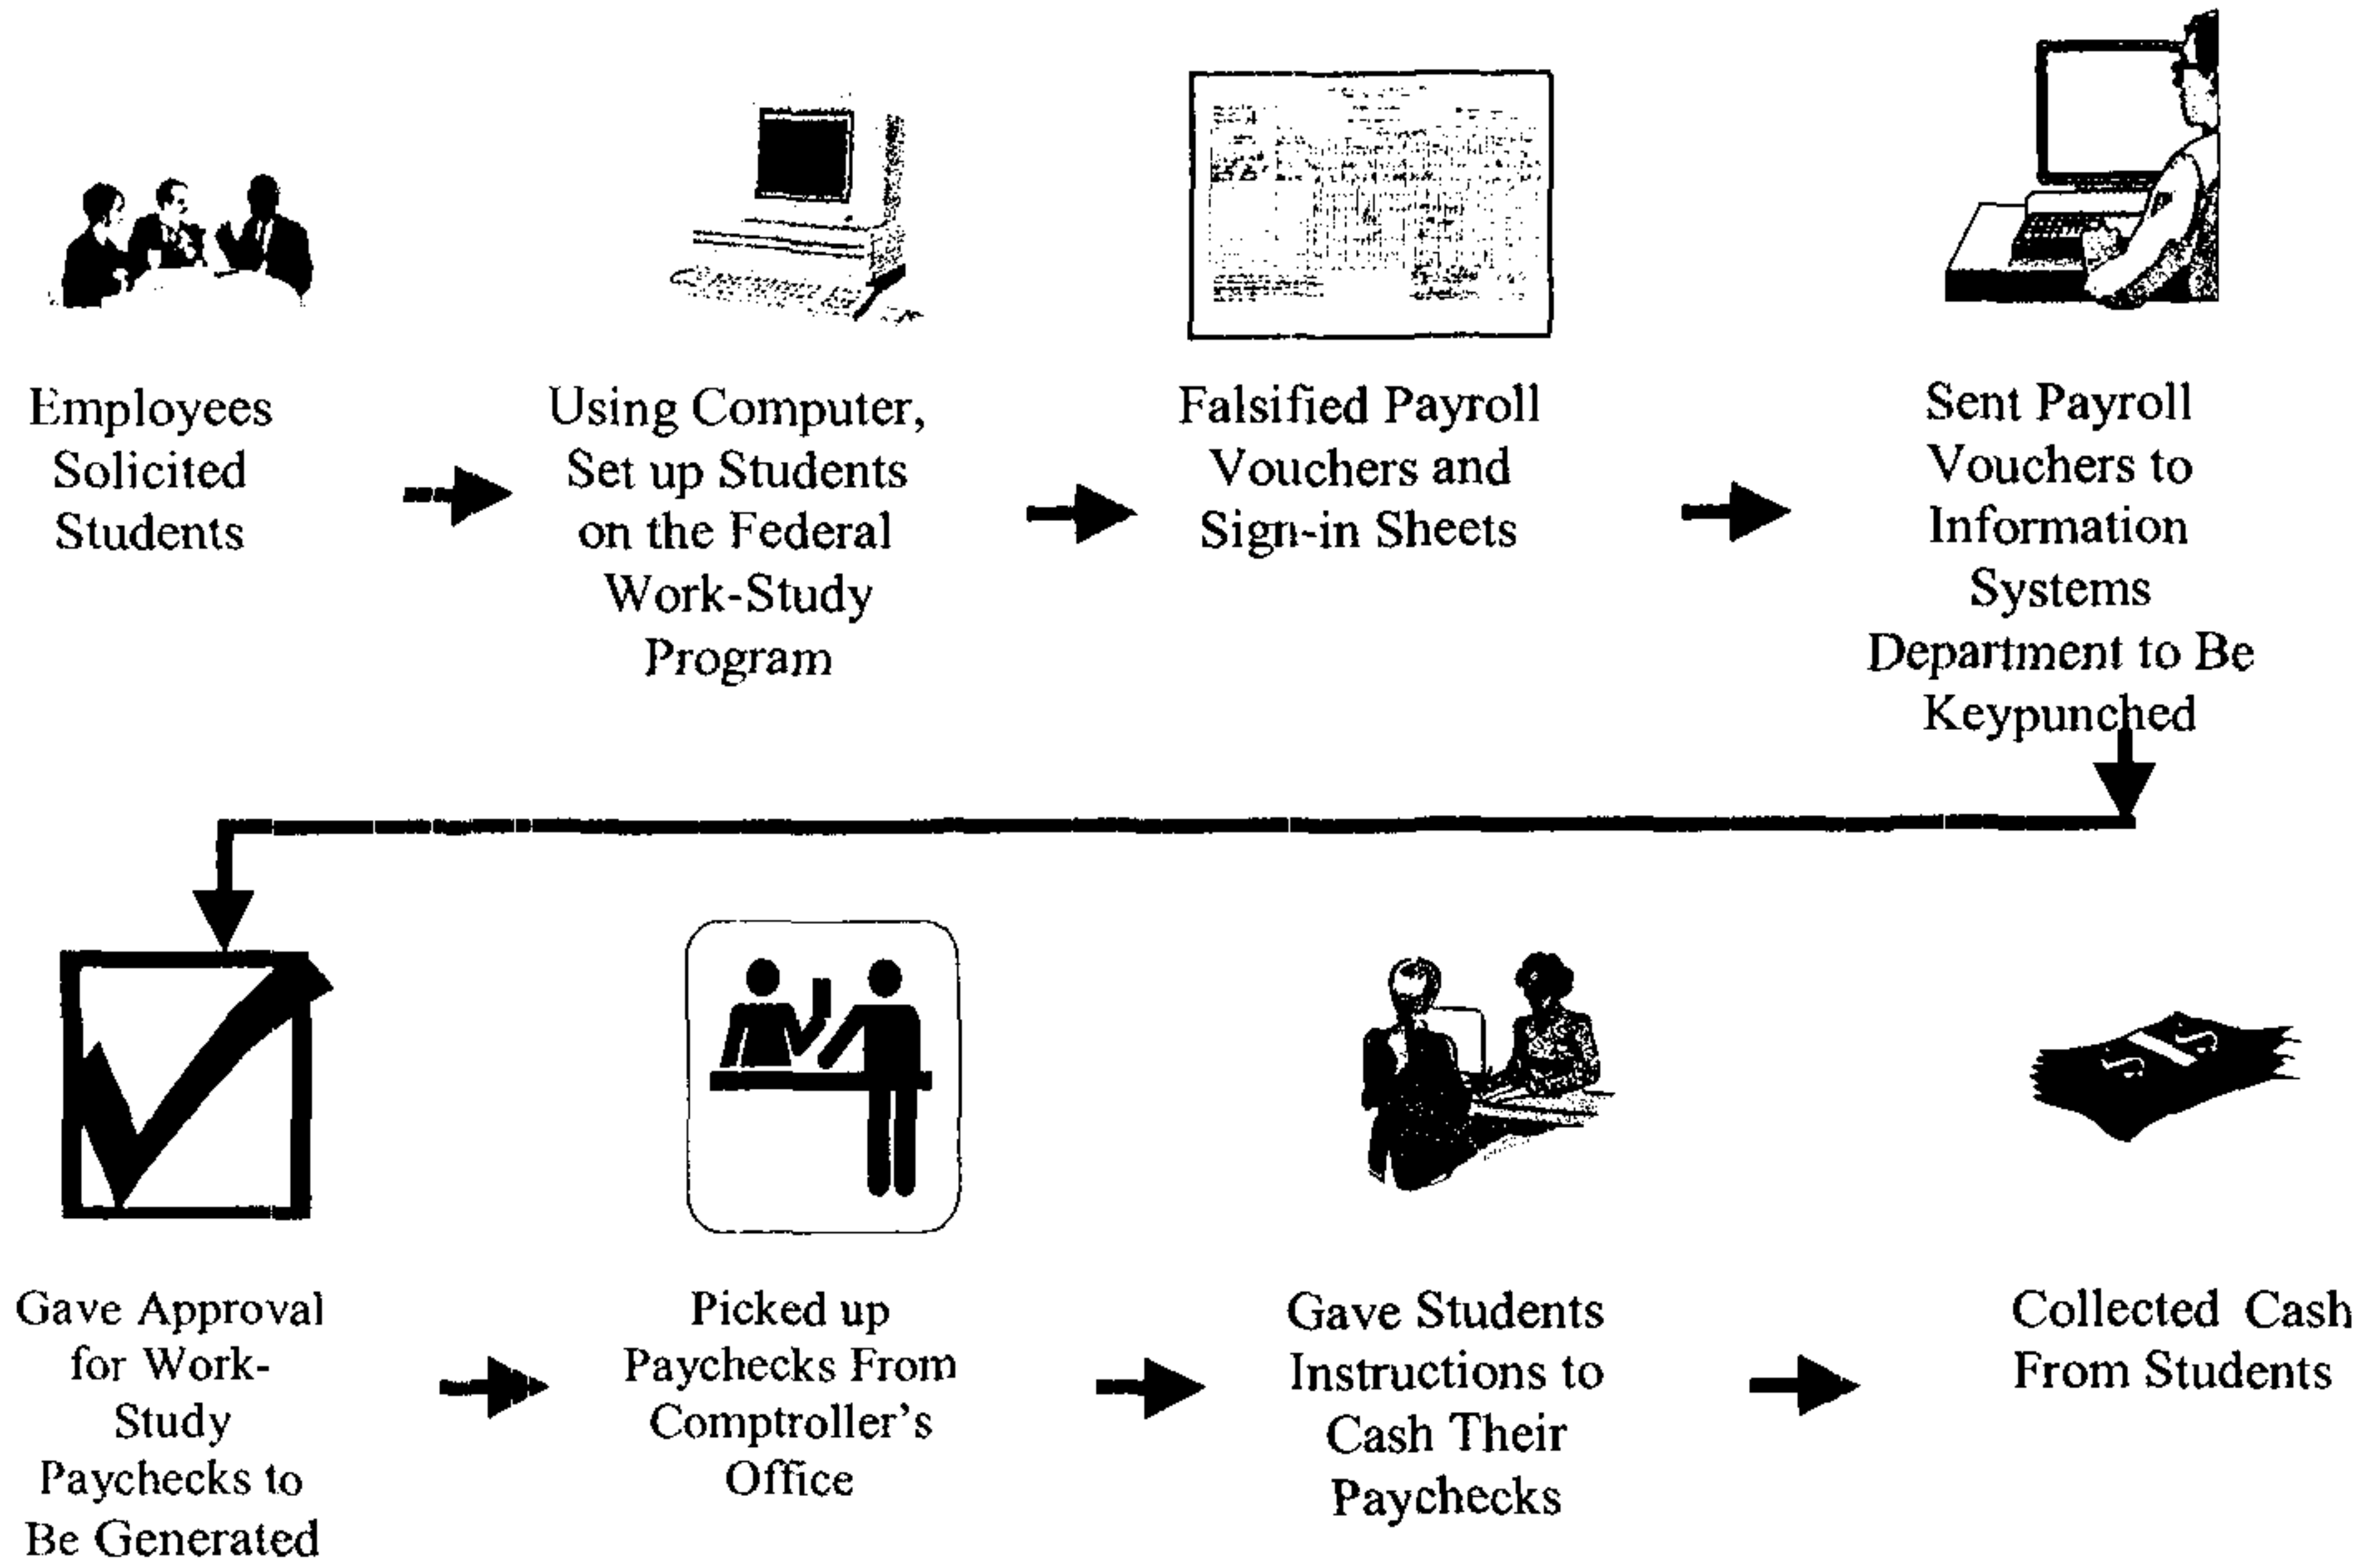 Employees
Solicited
Students
Using Computer,
Set up Students
on the Federal
Work-Study
Program
Falsified Payroll
Vouchers and
Sign-in Sheets
Sent Payroll
Vouchers to
Information
Systems
Department to Be
Keypunched
Gave Approval
for Work-
Study
Paychecks to
Be Generated
Picked up
Paychecks From
Comptroller's
Office
Gave Students
Instructions to
Cash Their
Paychecks
Collected Cash
From Students